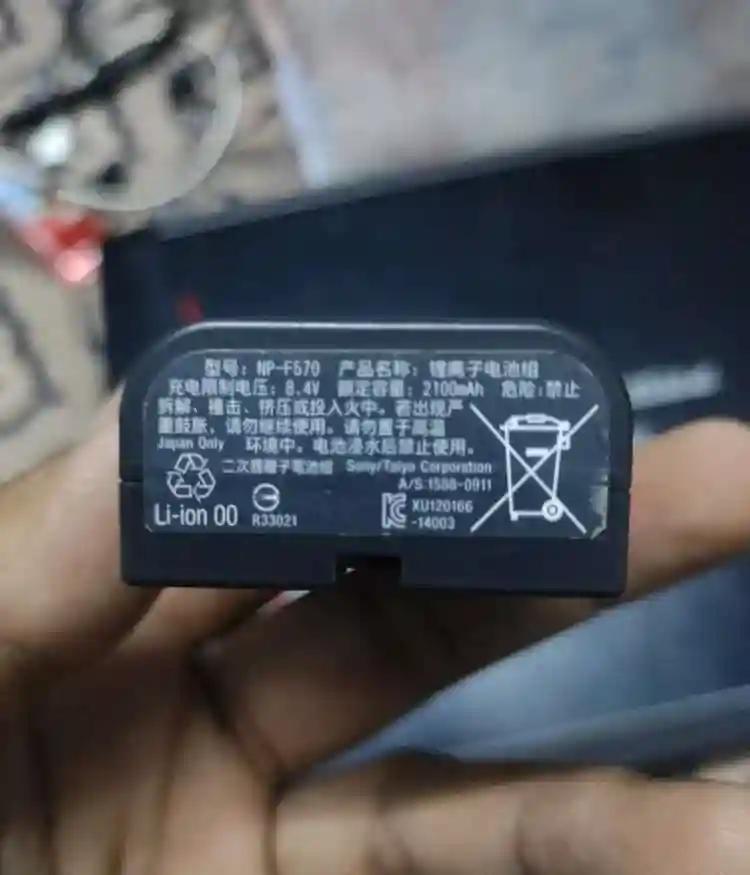 型号: NP-F570 产品名称: 锂离子电池组
充电限制电压: 8.4V 额定容量: 2100mAh 危险:禁止
拆解、撞击、挤压或投入火中。若出现严
重鼓胀，请勿继续使用。请勿置于高温
Japan Only 环境中。电池浸水后禁止使用。
二次鋰離子電池組 Sony/Taiyo Corporation
A/S:1588-0911
Li-ion 00
R33021
XU120166
-14003